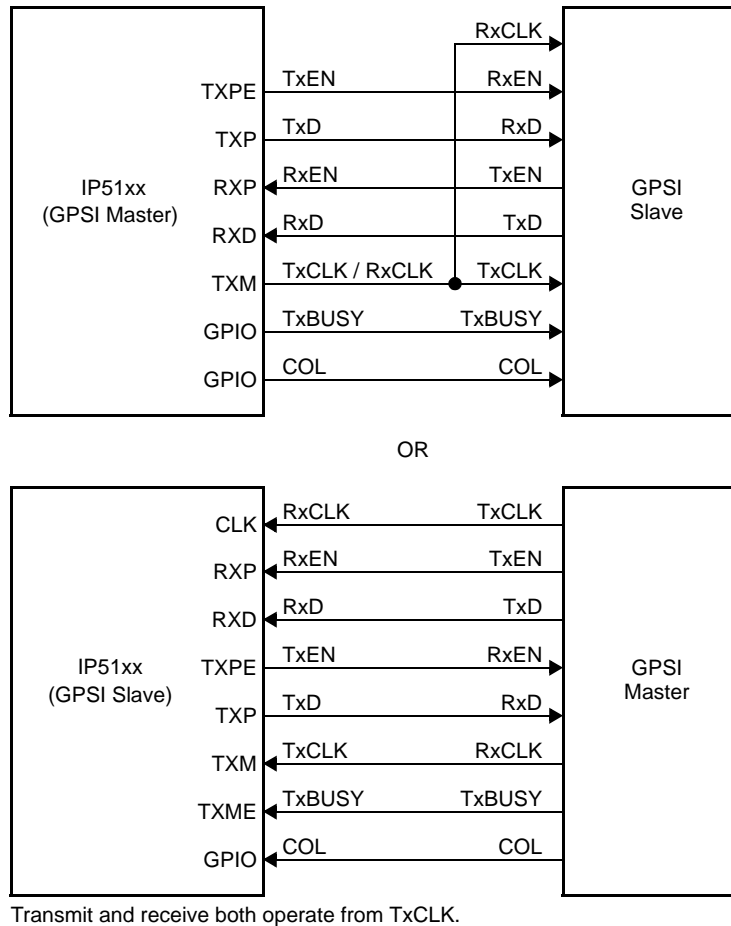 RxCLK
TXPE TxEN RxEN
TXP TxD RxD
IP51xx
(GPSI Master)
RXP RxEN TxEN
GPSI
Slave
RXD RxD TxD
TXM TxCLK / RxCLK TxCLK
GPIO TxBUSY TxBUSY
GPIO COL COL
OR
CLK RxCLK TxCLK
RXP RxEN TxEN
RXD RxD TxD
IP51xx
(GPSI Slave)
TXPE TxEN RxEN
GPSI
Master
TXP TxD RxD
TXM TxCLK RxCLK
TXME TxBUSY TxBUSY
GPIO COL COL
Transmit and receive both operate from TxCLK.